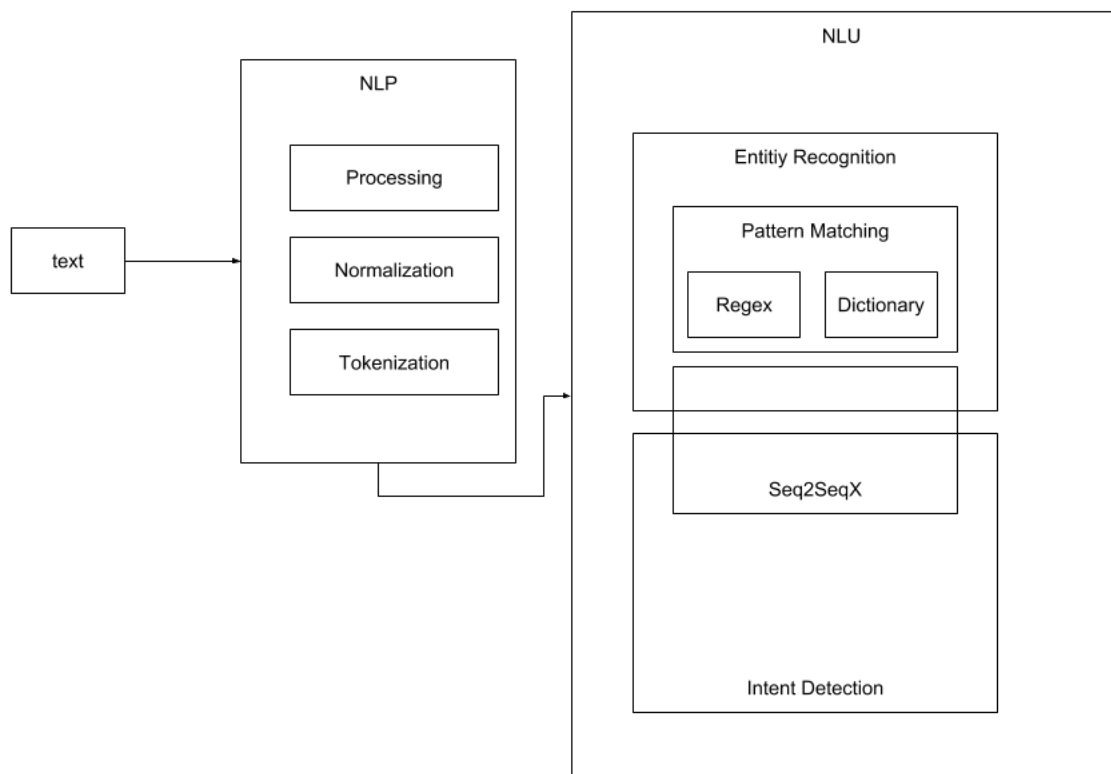 NLU
NLP
Entitiy Recognition
Processing
Pattern Matching
text
Normalization
Regex
Dictionary
Tokenization
Seq2SeqX
Intent Detection